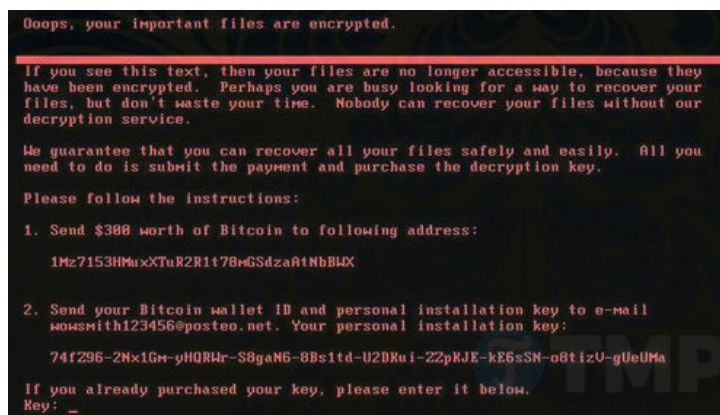 Ooops, your important files are encrypted.
If you see this text, then your files are no longer accessible, because they
have been encrypted. Perhaps you are busy looking for a way to recover your
files, but don't waste your time. Nobody can recover your files without our
decryption service.
We guarantee that you can recover all your files safely and easily. All you
need to do is submit the payment and purchase the decryption key.
Please follow the instructions:
1. Send $300 worth of Bitcoin to following address:
1Mz7153HMuxXTuR2R1t78mGSdzaAtNbBWX
2. Send your Bitcoin wallet ID and personal installation key to e-mail
wowsmith123456@posteo.net. Your personal installation key:
74fZ96-2Nx1Gm-yHQRWr-S8gaN6-8Bs1td-U2DKui-ZZpKJE-kE6sSN-o8tizV-gUeUMa
If you already purchased your key, please enter it below.
Key: _
TMP